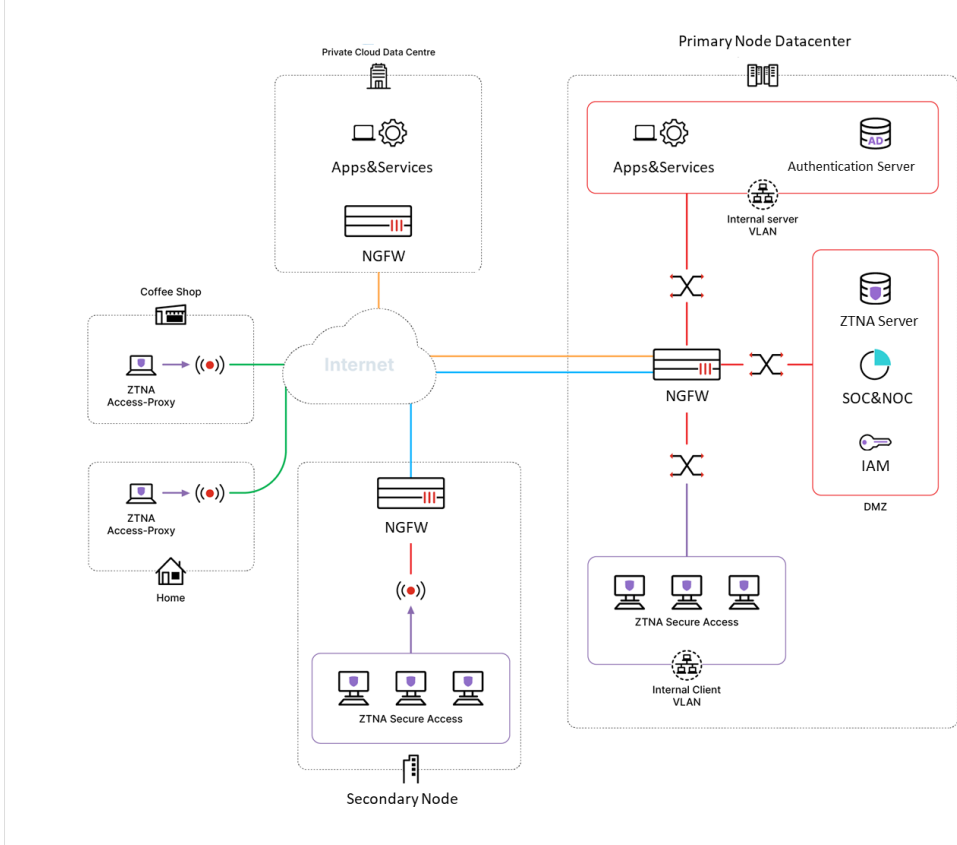 Primary Node Datacenter
Private Cloud Data Centre
Apps&Services
NGFW
Apps&Services
AD
Authentication Server
Internal server
VLAN
Coffee Shop
ZTNA
Access-Proxy
Internet
NGFW
ZTNA Server
SOC&NOC
IAM
DMZ
ZTNA
Access-Proxy
Home
NGFW
ZTNA Secure Access
Secondary Node
ZTNA Secure Access
Internal Client
VLAN